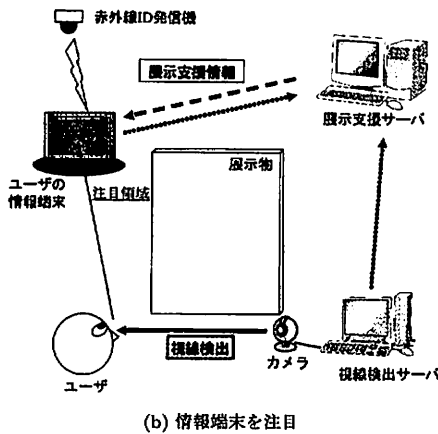 赤外線ID発信機
展示支援情報
展示支援サーバ
ユーザの
情報端末
注目領域
展示物
視線検出
カメラ
ユーザ
視線検出サーバ
(b) 情報端末を注目